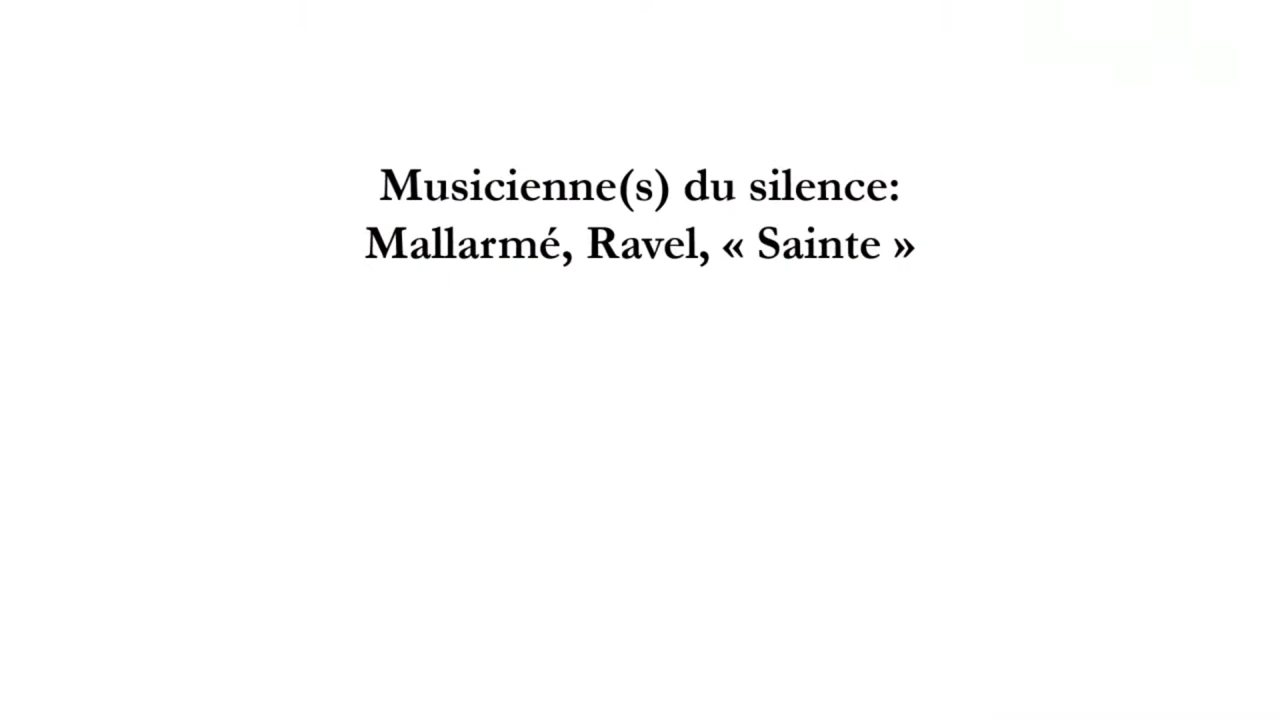 Musicienne(s) du silence:
Mallarmé, Ravel, « Sainte »